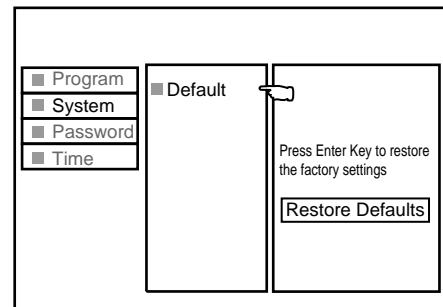 Program
System
Password
Time
Default
Press Enter Key to restore
the factory settings
Restore Defaults